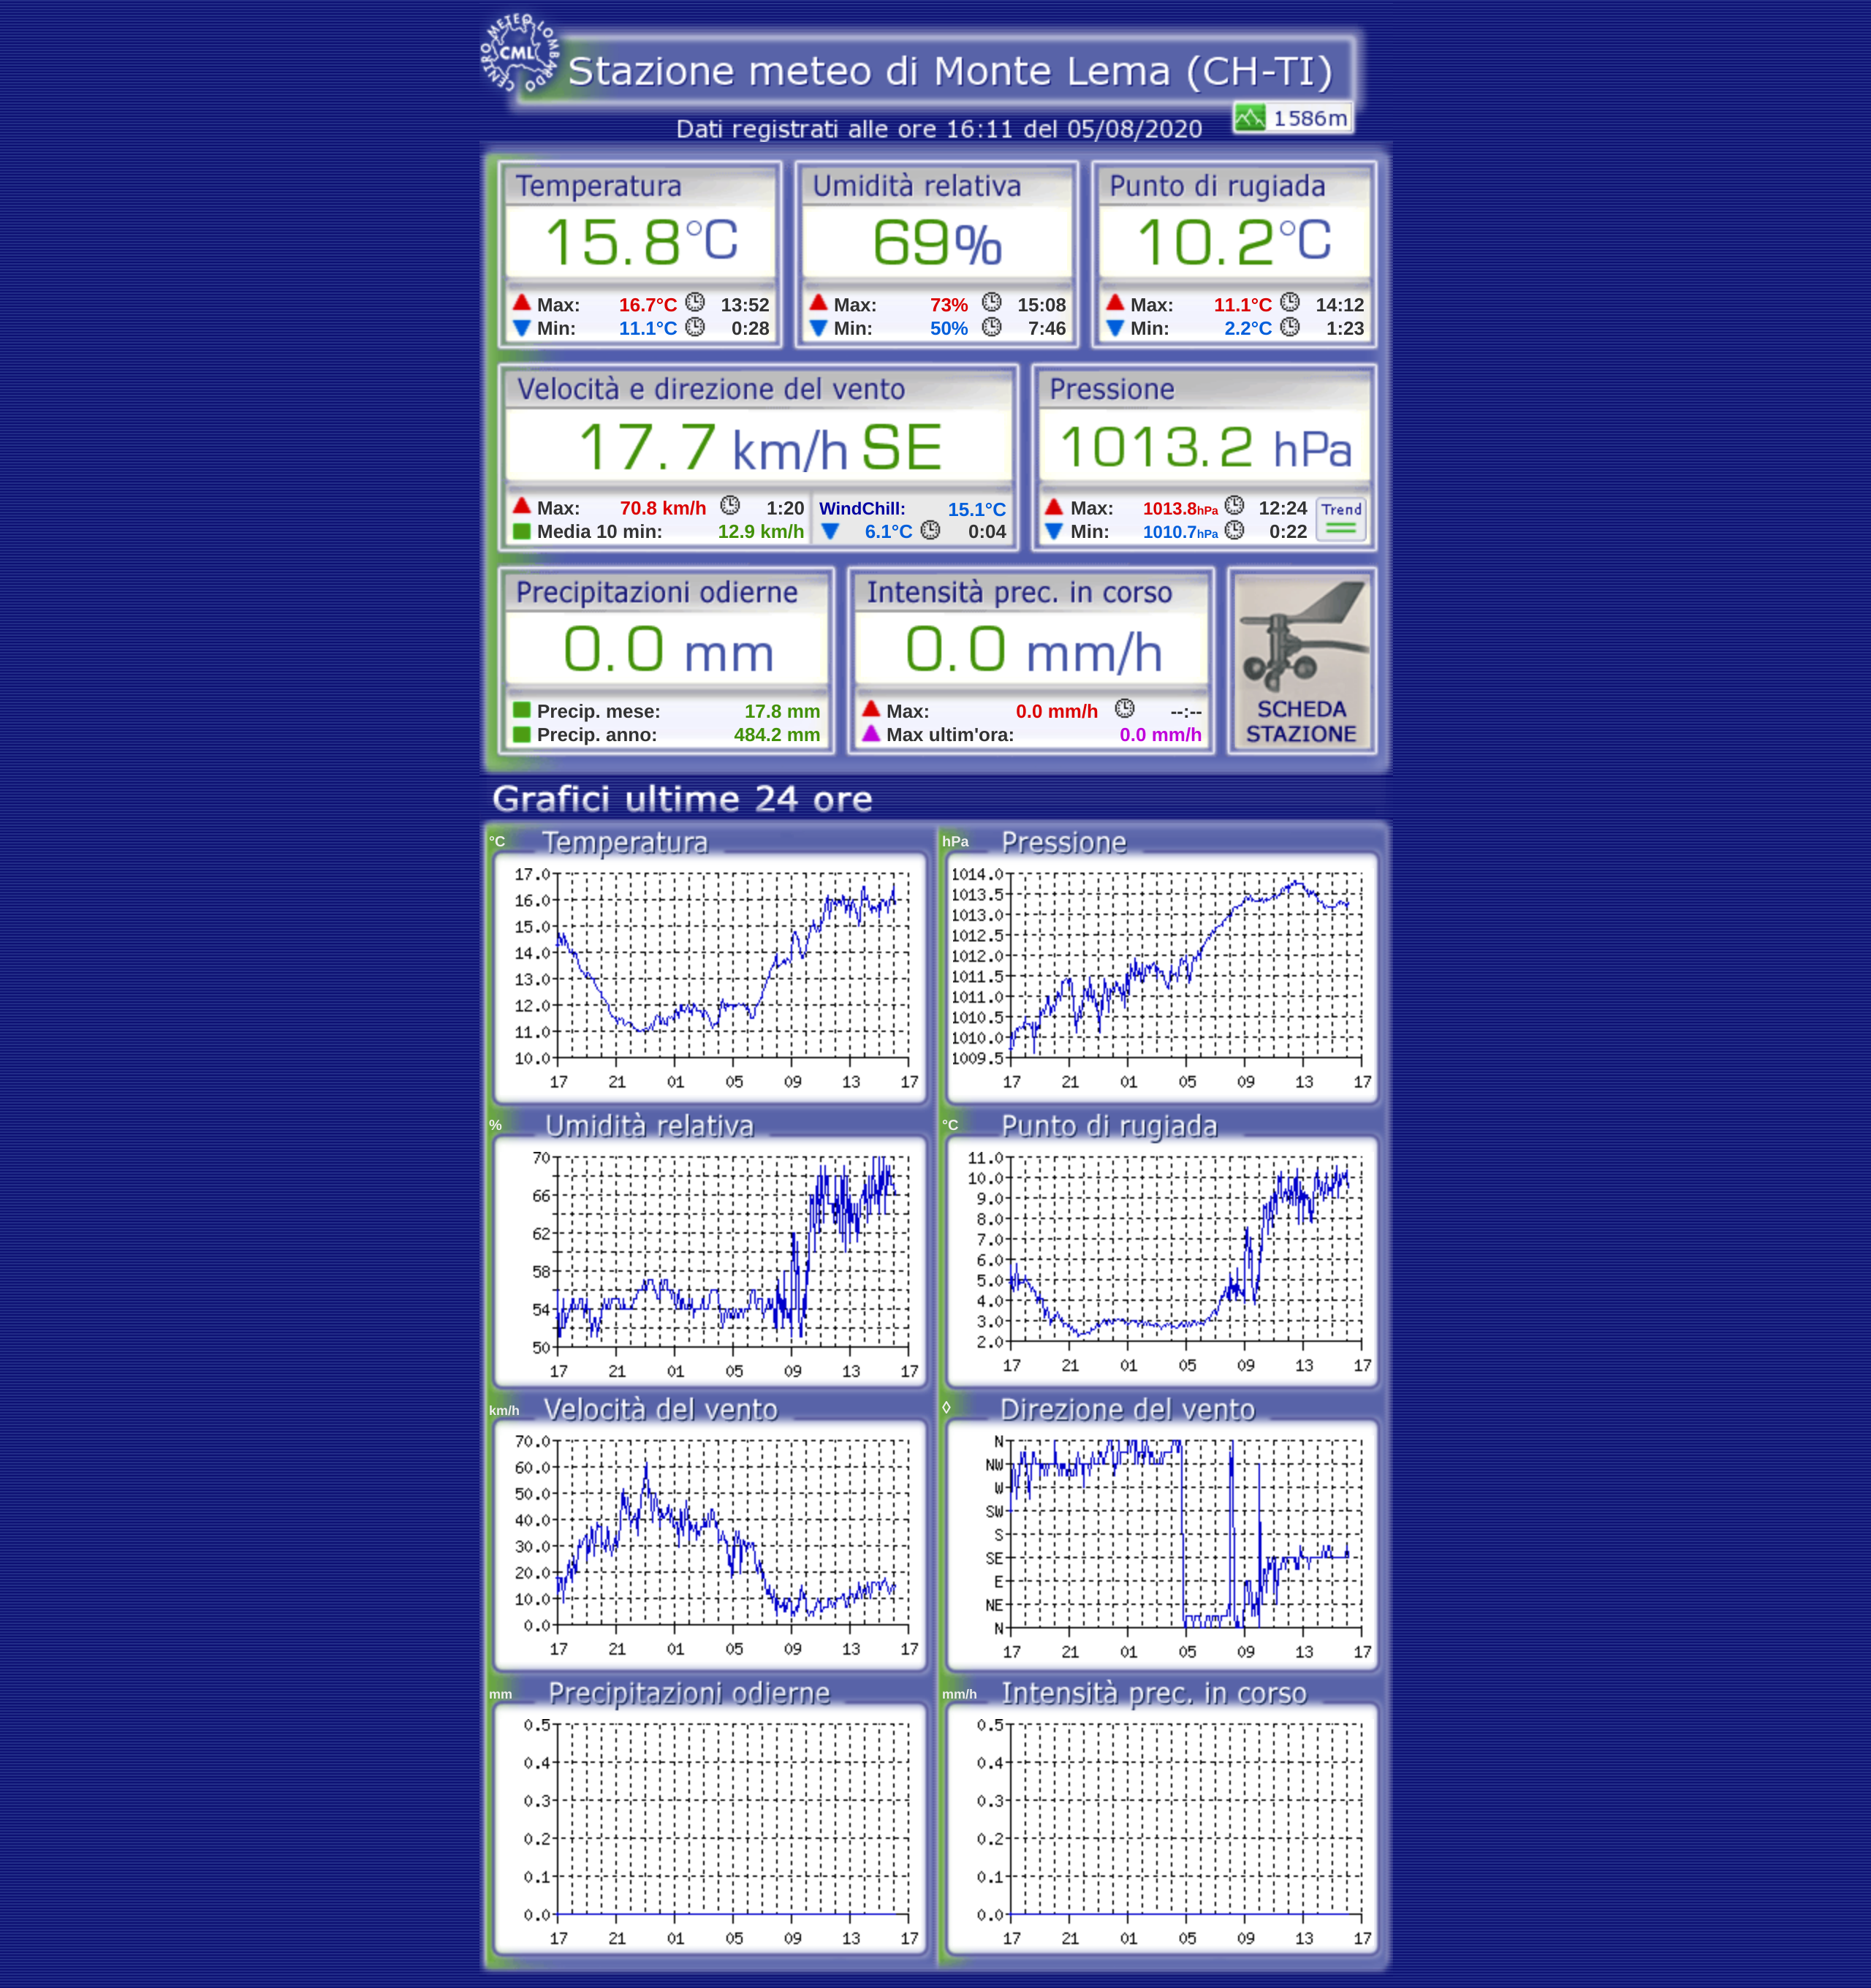 CENTRO METEO LOMBARDO
CML
Stazione meteo di Monte Lema (CH-TI)
1586m
Dati registrati alle ore 16:11 del 05/08/2020
Temperatura
15.8°C
Max: 16.7°C 13:52
Min: 11.1°C 0:28
Umidità relativa
69%
Max: 73% 15:08
Min: 50% 7:46
Punto di rugiada
10.2°C
Max: 11.1°C 14:12
Min: 2.2°C 1:23
Velocità e direzione del vento
17.7 km/h SE
Max: 70.8 km/h 1:20
Media 10 min: 12.9 km/h
WindChill: 15.1°C
6.1°C 0:04
Pressione
1013.2 hPa
Max: 1013.8hPa 12:24
Min: 1010.7hPa 0:22
Trend
Precipitazioni odierne
0.0 mm
Precip. mese: 17.8 mm
Precip. anno: 484.2 mm
Intensità prec. in corso
0.0 mm/h
Max: 0.0 mm/h --:--
Max ultim'ora: 0.0 mm/h
SCHEDA
STAZIONE
Grafici ultime 24 ore
°C Temperatura
17.0
16.0
15.0
14.0
13.0
12.0
11.0
10.0
17 21 01 05 09 13 17
hPa Pressione
1014.0
1013.5
1013.0
1012.5
1012.0
1011.5
1011.0
1010.5
1010.0
1009.5
17 21 01 05 09 13 17
% Umidità relativa
70
66
62
58
54
50
17 21 01 05 09 13 17
°C Punto di rugiada
11.0
10.0
9.0
8.0
7.0
6.0
5.0
4.0
3.0
2.0
17 21 01 05 09 13 17
km/h Velocità del vento
70.0
60.0
50.0
40.0
30.0
20.0
10.0
0.0
17 21 01 05 09 13 17
◊ Direzione del vento
N
NW
W
SW
S
SE
E
NE
N
17 21 01 05 09 13 17
mm Precipitazioni odierne
0.5
0.4
0.3
0.2
0.1
0.0
17 21 01 05 09 13 17
mm/h Intensità prec. in corso
0.5
0.4
0.3
0.2
0.1
0.0
17 21 01 05 09 13 17